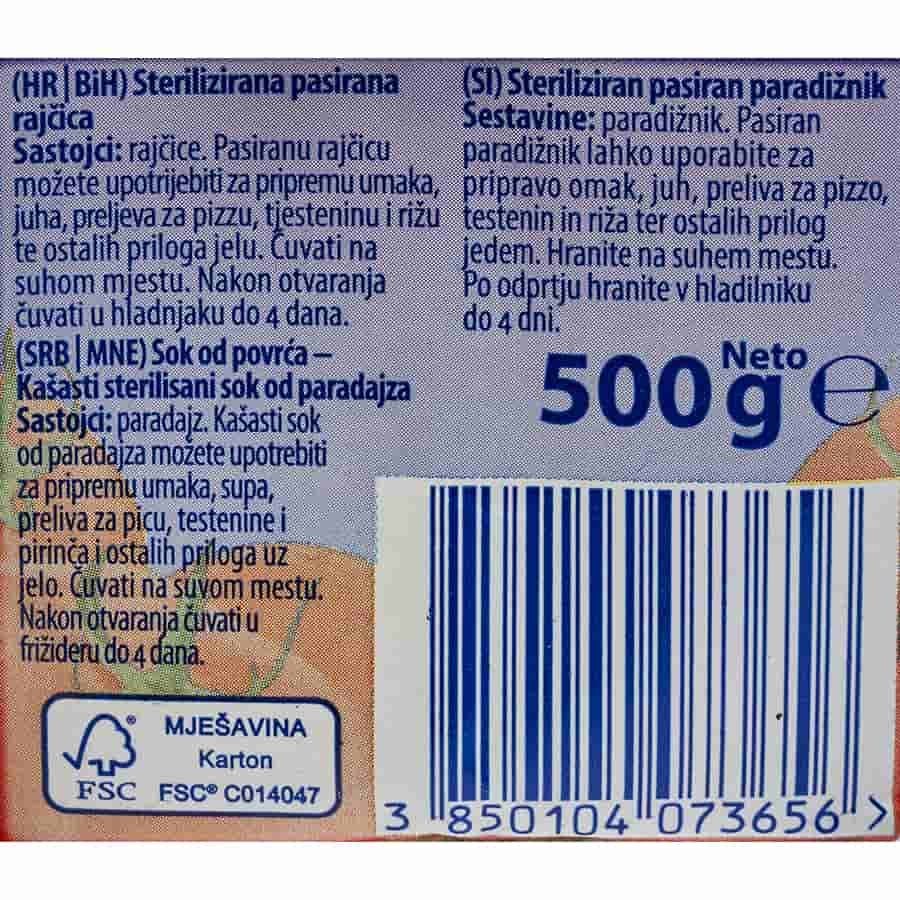 (HR|BiH) Sterilizirana pasirana
rajčica
Sastojci: rajčice. Pasiranu rajčicu
možete upotrijebiti za pripremu umaka,
juha, preljeva za pizzu, tjesteninu i rižu
te ostalih priloga jelu. Čuvati na
suhom mjestu. Nakon otvaranja
čuvati u hladnjaku do 4 dana.
(SRB|MNE) Sok od povrća –
Kašasti sterilisani sok od paradajza
Sastojci: paradajz. Kašasti sok
od paradajza možete upotrebiti
za pripremu umaka, supa,
preliva za picu, testenine i
pirinča i ostalih priloga uz
jelo. Čuvati na suvom mestu.
Nakon otvaranja čuvati u
frižideru do 4 dana.
(SI) Steriliziran pasiran paradižnik
Sestavine: paradižnik. Pasiran
paradižnik lahko uporabite za
pripravo omak, juh, preliva za pizzo,
testenin in riža ter ostalih prilog
jedem. Hranite na suhem mestu.
Po odprtju hranite v hladilniku
do 4 dni.
Neto
500 g ℮
MJEŠAVINA
Karton
FSC® C014047
FSC
®
3 850104 073656 >